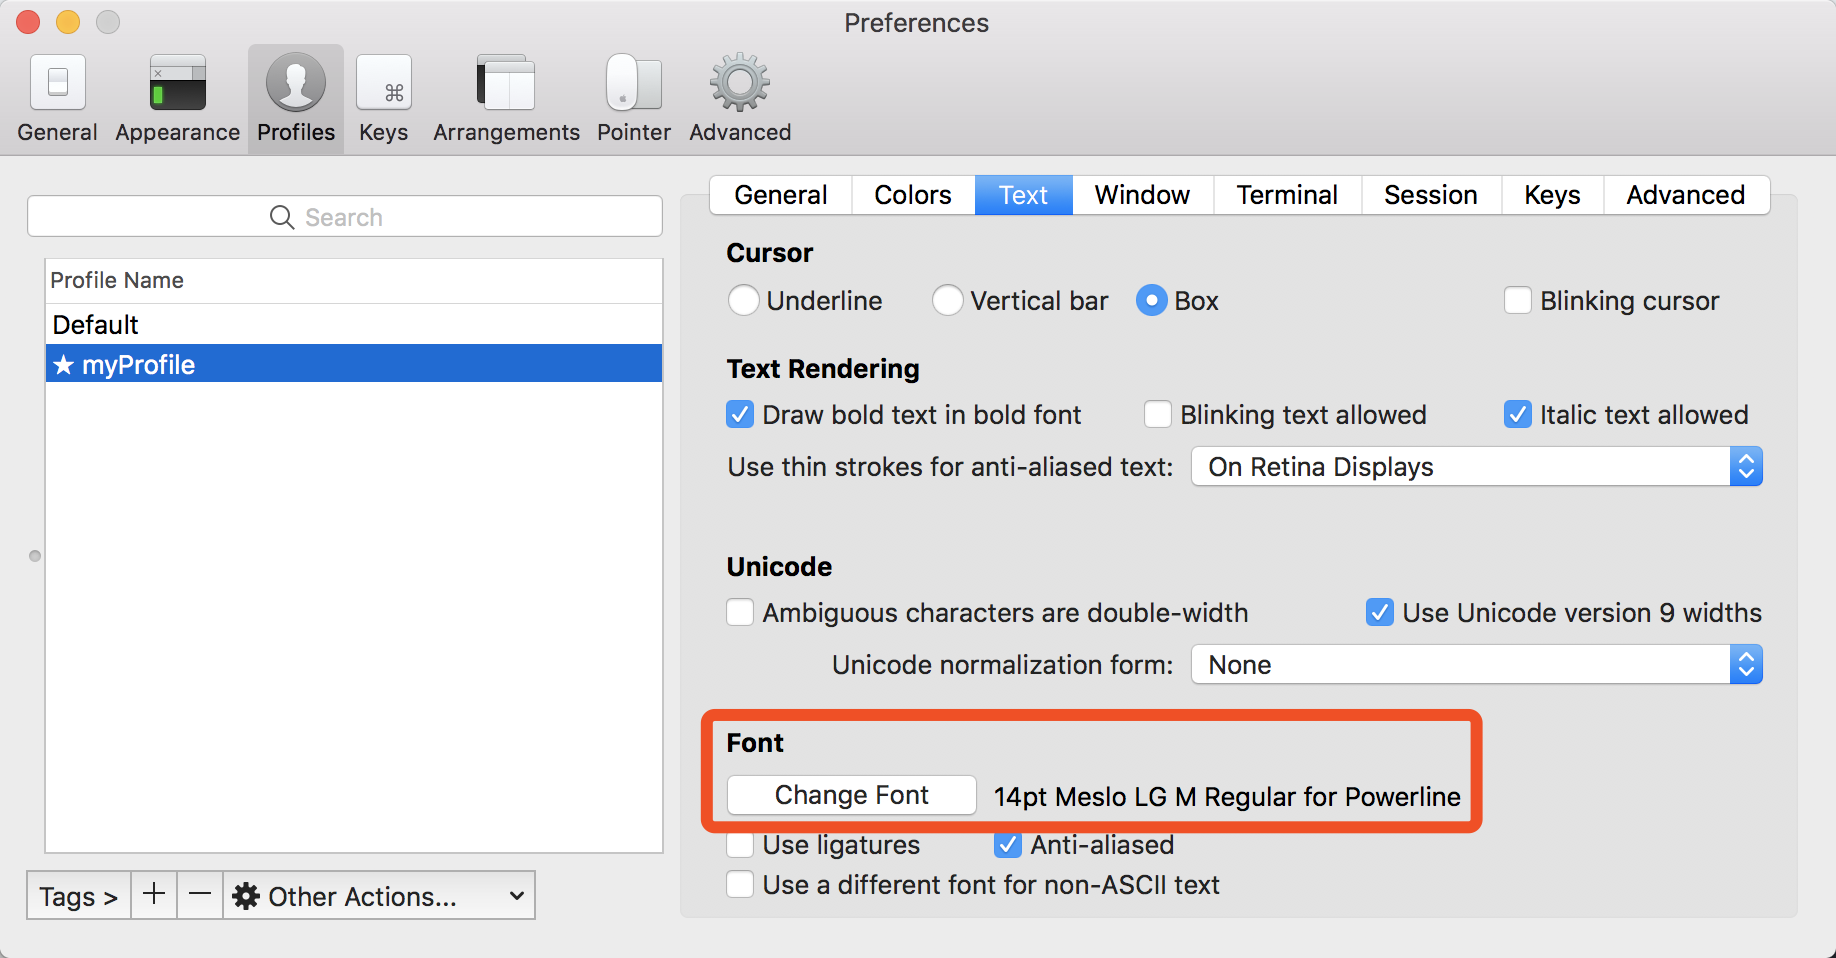 Preferences
General Appearance Profiles Keys Arrangements Pointer Advanced
Search
Profile Name
Default
★ myProfile
Tags > + − Other Actions...
General Colors Text Window Terminal Session Keys Advanced
Cursor
Underline Vertical bar Box Blinking cursor
Text Rendering
Draw bold text in bold font Blinking text allowed Italic text allowed
Use thin strokes for anti-aliased text: On Retina Displays
Unicode
Ambiguous characters are double-width Use Unicode version 9 widths
Unicode normalization form: None
Font
Change Font 14pt Meslo LG M Regular for Powerline
Use ligatures Anti-aliased
Use a different font for non-ASCII text